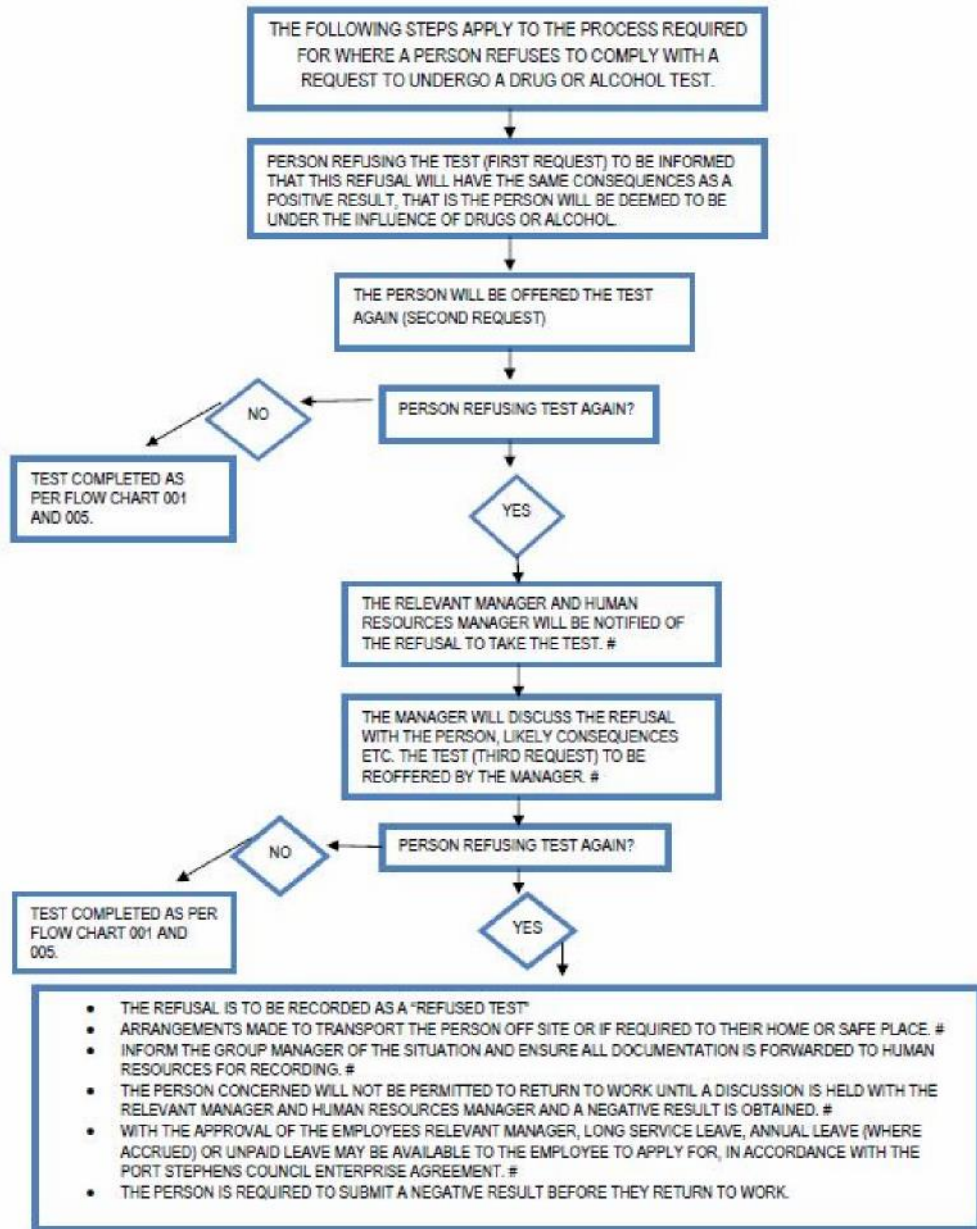 THE FOLLOWING STEPS APPLY TO THE PROCESS REQUIRED
FOR WHERE A PERSON REFUSES TO COMPLY WITH A
REQUEST TO UNDERGO A DRUG OR ALCOHOL TEST.
PERSON REFUSING THE TEST (FIRST REQUEST) TO BE INFORMED
THAT THIS REFUSAL WILL HAVE THE SAME CONSEQUENCES AS A
POSITIVE RESULT, THAT IS THE PERSON WILL BE DEEMED TO BE
UNDER THE INFLUENCE OF DRUGS OR ALCOHOL.
THE PERSON WILL BE OFFERED THE TEST
AGAIN (SECOND REQUEST)
PERSON REFUSING TEST AGAIN?
NO
TEST COMPLETED AS
PER FLOW CHART 001
AND 005.
YES
THE RELEVANT MANAGER AND HUMAN
RESOURCES MANAGER WILL BE NOTIFIED OF
THE REFUSAL TO TAKE THE TEST. #
THE MANAGER WILL DISCUSS THE REFUSAL
WITH THE PERSON, LIKELY CONSEQUENCES
ETC. THE TEST (THIRD REQUEST) TO BE
REOFFERED BY THE MANAGER. #
PERSON REFUSING TEST AGAIN?
NO
TEST COMPLETED AS PER
FLOW CHART 001 AND
005.
YES
• THE REFUSAL IS TO BE RECORDED AS A "REFUSED TEST"
• ARRANGEMENTS MADE TO TRANSPORT THE PERSON OFF SITE OR IF REQUIRED TO THEIR HOME OR SAFE PLACE. #
• INFORM THE GROUP MANAGER OF THE SITUATION AND ENSURE ALL DOCUMENTATION IS FORWARDED TO HUMAN
RESOURCES FOR RECORDING. #
• THE PERSON CONCERNED WILL NOT BE PERMITTED TO RETURN TO WORK UNTIL A DISCUSSION IS HELD WITH THE
RELEVANT MANAGER AND HUMAN RESOURCES MANAGER AND A NEGATIVE RESULT IS OBTAINED. #
• WITH THE APPROVAL OF THE EMPLOYEES RELEVANT MANAGER, LONG SERVICE LEAVE, ANNUAL LEAVE (WHERE
ACCRUED) OR UNPAID LEAVE MAY BE AVAILABLE TO THE EMPLOYEE TO APPLY FOR, IN ACCORDANCE WITH THE
PORT STEPHENS COUNCIL ENTERPRISE AGREEMENT. #
• THE PERSON IS REQUIRED TO SUBMIT A NEGATIVE RESULT BEFORE THEY RETURN TO WORK.